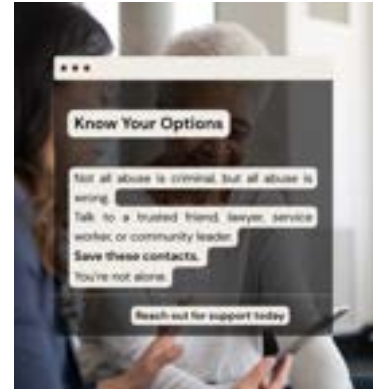 Know Your Options
Not all abuse is criminal, but all abuse is
wrong.
Talk to a trusted friend, lawyer, service
worker, or community leader.
Save these contacts.
You're not alone.
Reach out for support today